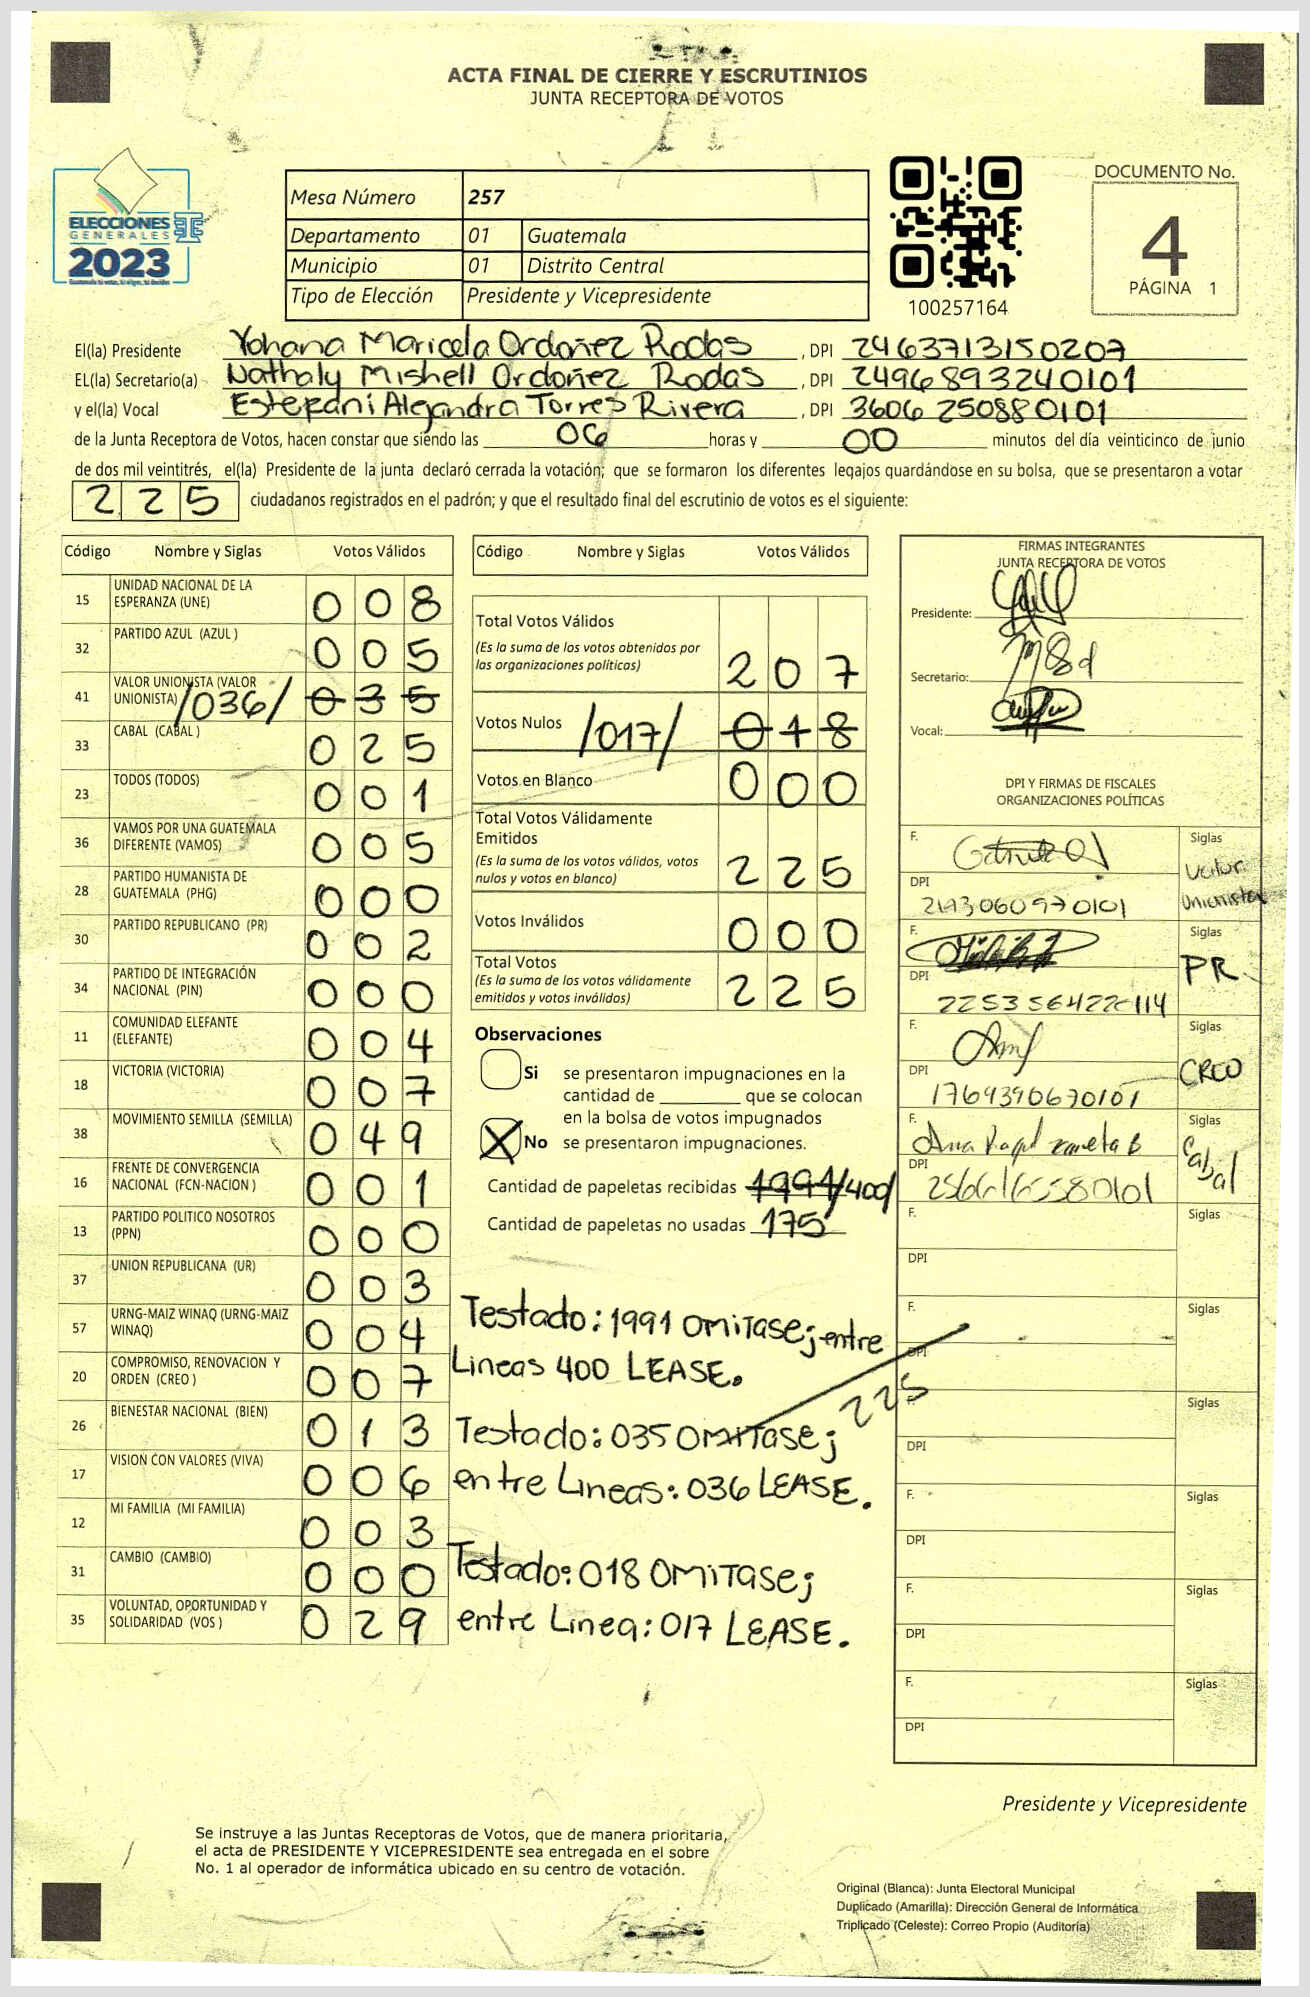 ACTA FINAL DE CIERRE Y ESCRUTINIOS
JUNTA RECEPTORA DE VOTOS
ELECCIONES
GENERALES
2023
Mesa Número 257
Departamento 01 Guatemala
Municipio 01 Distrito Central
Tipo de Elección Presidente y Vicepresidente
100257164
DOCUMENTO No.
4
PÁGINA 1
El(la) Presidente Yohana Maricela Ordoñez Rodas, DPI 2463713150207
EL(la) Secretario(a) Nathaly Mishell Ordoñez Rodas, DPI 2496893240101
y el(la) Vocal Estefani Alejandra Torres Rivera, DPI 3606250880101
de la Junta Receptora de Votos, hacen constar que siendo las 06 horas y 00 minutos del día veinticinco de junio
de dos mil veintitrés, el(la) Presidente de la junta declaró cerrada la votación; que se formaron los diferentes legajos quardándose en su bolsa, que se presentaron a votar
225 ciudadanos registrados en el padrón; y que el resultado final del escrutinio de votos es el siguiente:
Código Nombre y Siglas Votos Válidos
15 UNIDAD NACIONAL DE LA
ESPERANZA (UNE) 008
32 PARTIDO AZUL (AZUL ) 005
41 VALOR UNIONISTA (VALOR
UNIONISTA) /036/ 035
33 CABAL (CABAL ) 025
23 TODOS (TODOS) 001
36 VAMOS POR UNA GUATEMALA
DIFERENTE (VAMOS) 005
28 PARTIDO HUMANISTA DE
GUATEMALA (PHG) 000
30 PARTIDO REPUBLICANO (PR) 002
34 PARTIDO DE INTEGRACIÓN
NACIONAL (PIN) 000
11 COMUNIDAD ELEFANTE
(ELEFANTE) 004
18 VICTORIA (VICTORIA) 007
38 MOVIMIENTO SEMILLA (SEMILLA) 049
16 FRENTE DE CONVERGENCIA
NACIONAL (FCN-NACION ) 001
13 PARTIDO POLITICO NOSOTROS
(PPN) 000
37 UNION REPUBLICANA (UR) 003
57 URNG-MAIZ WINAQ (URNG-MAIZ
WINAQ) 004
20 COMPROMISO, RENOVACION Y
ORDEN (CREO ) 007
26 BIENESTAR NACIONAL (BIEN) 013
17 VISION CON VALORES (VIVA) 006
12 MI FAMILIA (MI FAMILIA) 003
31 CAMBIO (CAMBIO) 000
35 VOLUNTAD, OPORTUNIDAD Y
SOLIDARIDAD (VOS ) 029
Código Nombre y Siglas Votos Válidos
Total Votos Válidos
(Es la suma de los votos obtenidos por
las organizaciones políticas) 207
Votos Nulos /017/ 018
Votos en Blanco 000
Total Votos Válidamente
Emitidos
(Es la suma de los votos válidos, votos
nulos y votos en blanco) 225
Votos Inválidos 000
Total Votos
(Es la suma de los votos válidamente
emitidos y votos inválidos) 225
Observaciones
Si se presentaron impugnaciones en la
cantidad de ________ que se colocan
en la bolsa de votos impugnados
X No se presentaron impugnaciones.
Cantidad de papeletas recibidas 1991/400/
Cantidad de papeletas no usadas 175
Testado: 1991 OMITASE; entre
Lineas 400 LEASE.
225
Testado: 035 OMITASE;
entre Lineas: 036 LEASE.
Testado: 018 OMITASE;
entre Linea: 017 LEASE.
FIRMAS INTEGRANTES
JUNTA RECEPTORA DE VOTOS
Presidente:
Secretario:
Vocal:
DPI Y FIRMAS DE FISCALES
ORGANIZACIONES POLÍTICAS
F. Siglas
Valor
Unionista
DPI 2193060970101
F. Siglas
PR
DPI
F. Siglas
CREO
DPI 1764390670101
F. Ana Siglas
Cabal
DPI
F. Siglas
DPI
F. Siglas
DPI
F. Siglas
DPI
F. Siglas
DPI
F. Siglas
DPI
F. Siglas
DPI
Presidente y Vicepresidente
Se instruye a las Juntas Receptoras de Votos, que de manera prioritaria,
el acta de PRESIDENTE Y VICEPRESIDENTE sea entregada en el sobre
No. 1 al operador de informática ubicado en su centro de votación.
Original (Blanca): Junta Electoral Municipal
Duplicado (Amarilla): Dirección General de Informática
Triplicado (Celeste): Correo Propio (Auditoría)